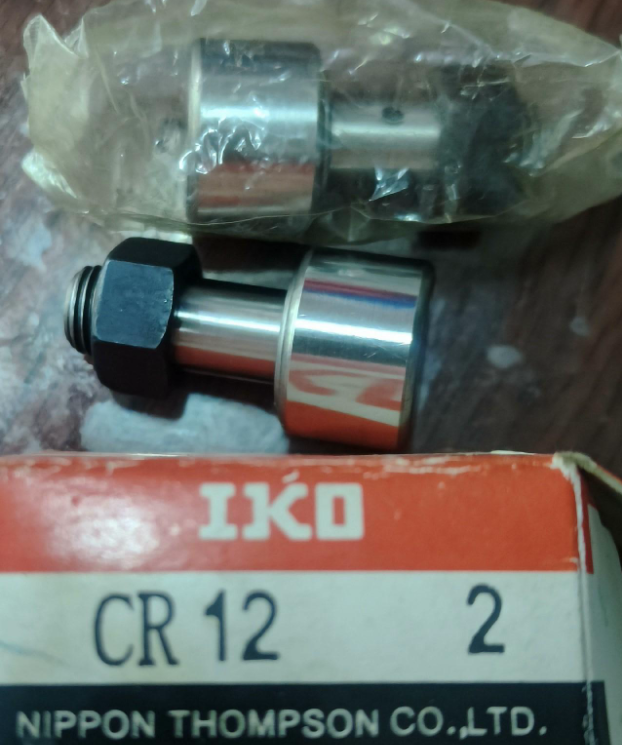 IKO
CR 12 2
NIPPON THOMPSON CO.,LTD.